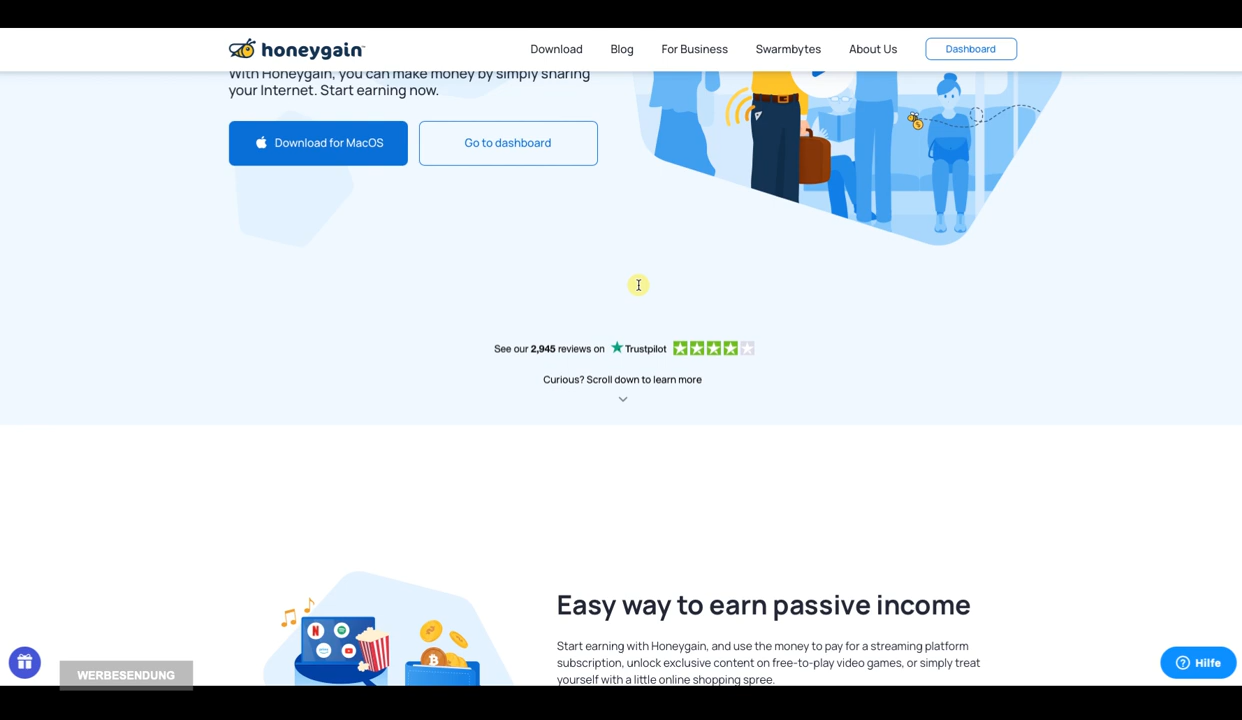 honeygain
Download
Blog
For Business
Swarmbytes
About Us
Dashboard
With Honeygain, you can make money by simply sharing
your Internet. Start earning now.
Download for MacOS
Go to dashboard
See our 2,945 reviews on Trustpilot
Curious? Scroll down to learn more
Easy way to earn passive income
Start earning with Honeygain, and use the money to pay for a streaming platform
subscription, unlock exclusive content on free-to-play video games, or simply treat
yourself with a little online shopping spree.
WERBESENDUNG
Hilfe